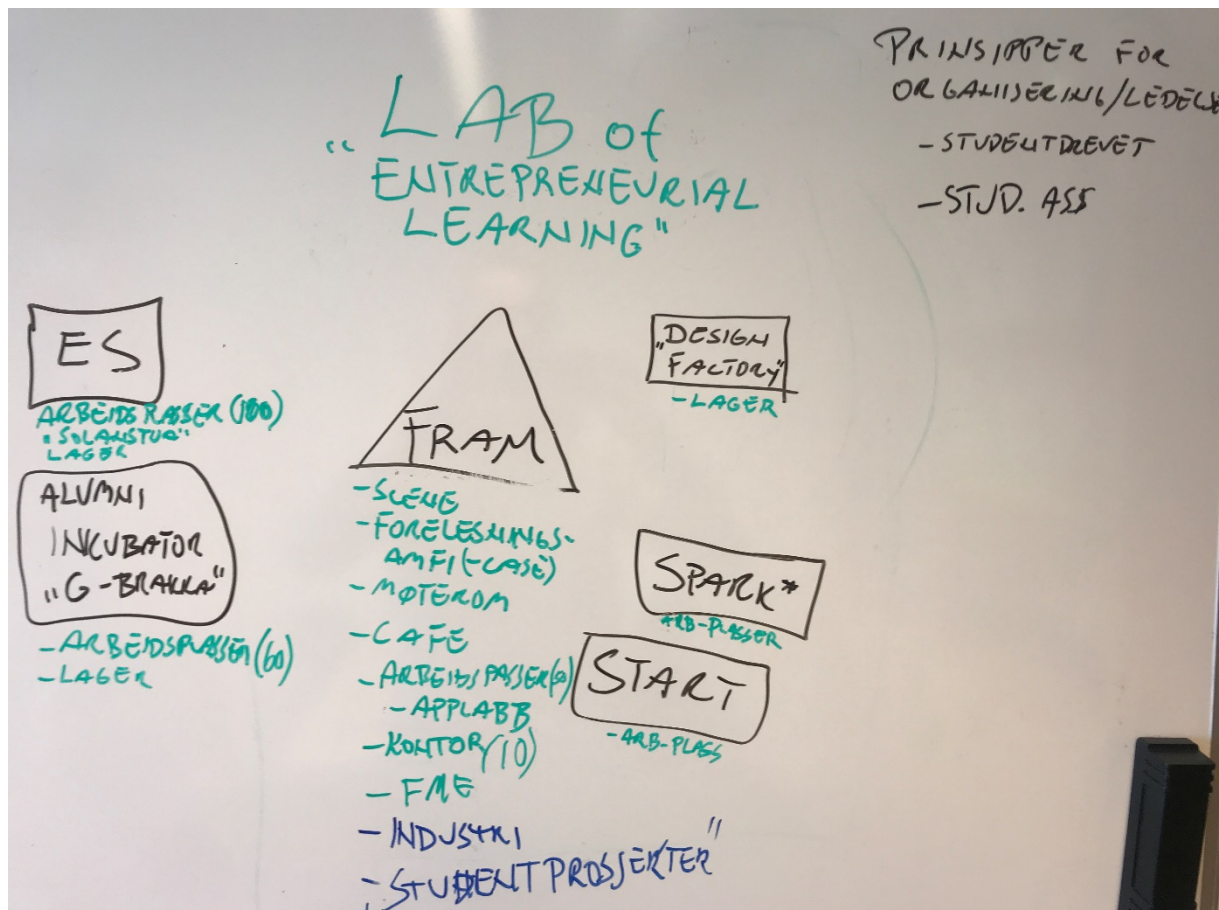 "LAB of
ENTREPRENEURIAL
LEARNING"
PRINSIPPER FOR
ORGANISERING/LEDELSE
- STUDENTDREVET
- STUD. ASS
ES
ARBEIDSPLASSER (100)
"SOLANSTUA"
LAGER
ALUMNI
INKUBATOR
"G-BRAKKA"
- ARBEIDSPLASSER (60)
- LAGER
FRAM
- SCENE
- FORELESNINGS-
AMFI (-CASE)
- MØTEROM
- CAFE
- ARBEIDSPLASSER
- APPLABB
- KONTOR (10)
- FME
- INDUSTRI
- STUDENTPROSJEKTER"
"DESIGN
FACTORY"
- LAGER
SPARK*
ARB-PLASSER
START
- ARB-PLASS